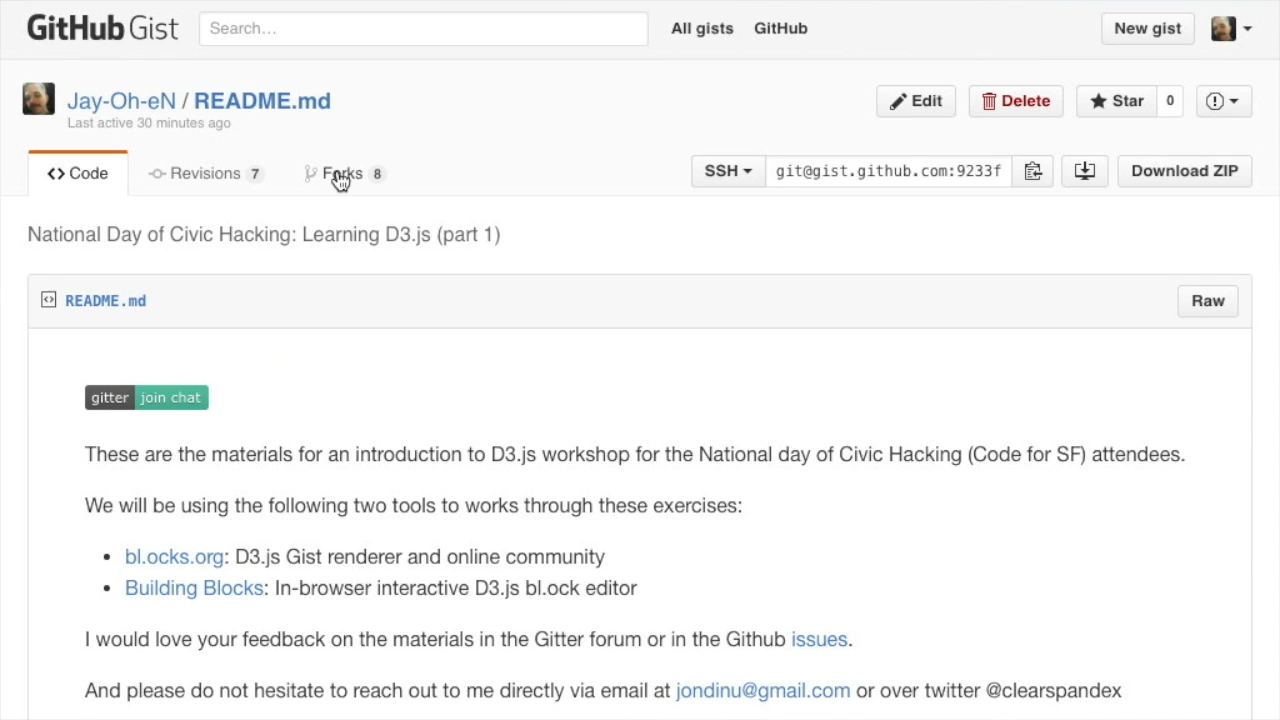 GitHub Gist Search... All gists GitHub New gist
Jay-Oh-eN / README.md Edit Delete Star 0
Last active 30 minutes ago
Code Revisions 7 Forks 8 SSH git@gist.github.com:9233f Download ZIP
National Day of Civic Hacking: Learning D3.js (part 1)
README.md Raw
gitter join chat
These are the materials for an introduction to D3.js workshop for the National day of Civic Hacking (Code for SF) attendees.
We will be using the following two tools to works through these exercises:
• bl.ocks.org: D3.js Gist renderer and online community
• Building Blocks: In-browser interactive D3.js bl.ock editor
I would love your feedback on the materials in the Gitter forum or in the Github issues.
And please do not hesitate to reach out to me directly via email at jondinu@gmail.com or over twitter @clearspandex